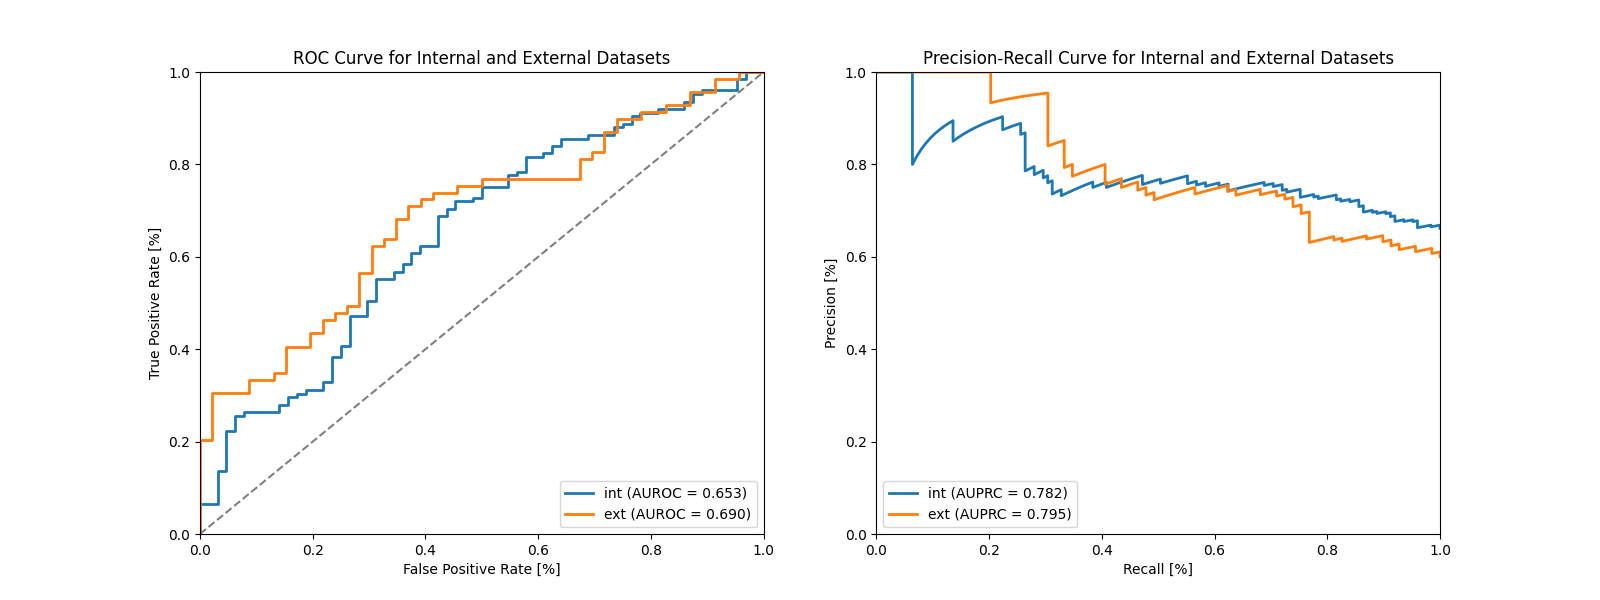 ROC Curve for Internal and External Datasets
True Positive Rate [%]
1.0
0.8
0.6
0.4
0.2
0.0
int (AUROC = 0.653)
ext (AUROC = 0.690)
0.0 0.2 0.4 0.6 0.8 1.0
False Positive Rate [%]
Precision-Recall Curve for Internal and External Datasets
Precision [%]
1.0
0.8
0.6
0.4
0.2
0.0
int (AUPRC = 0.782)
ext (AUPRC = 0.795)
0.0 0.2 0.4 0.6 0.8 1.0
Recall [%]